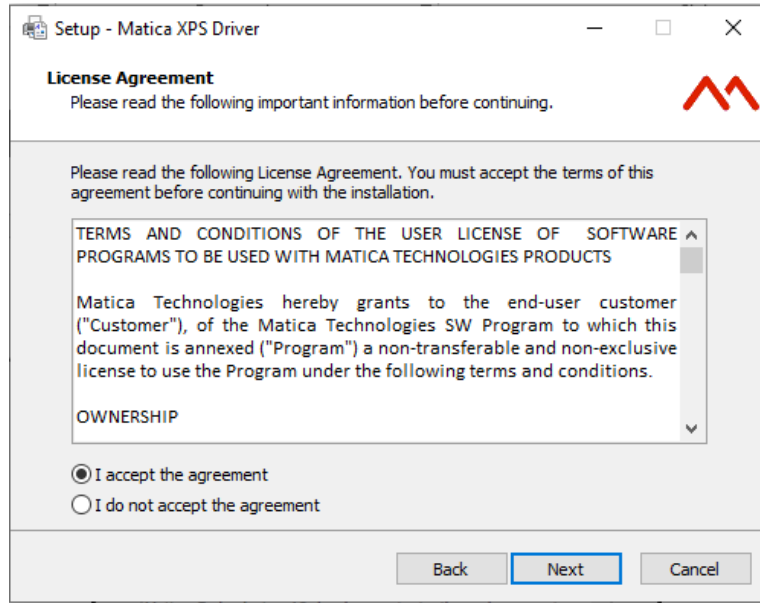 Setup - Matica XPS Driver
License Agreement
Please read the following important information before continuing.
Please read the following License Agreement. You must accept the terms of this
agreement before continuing with the installation.
TERMS AND CONDITIONS OF THE USER LICENSE OF SOFTWARE
PROGRAMS TO BE USED WITH MATICA TECHNOLOGIES PRODUCTS
Matica Technologies hereby grants to the end-user customer
("Customer"), of the Matica Technologies SW Program to which this
document is annexed ("Program") a non-transferable and non-exclusive
license to use the Program under the following terms and conditions.
OWNERSHIP
I accept the agreement
I do not accept the agreement
Back Next Cancel